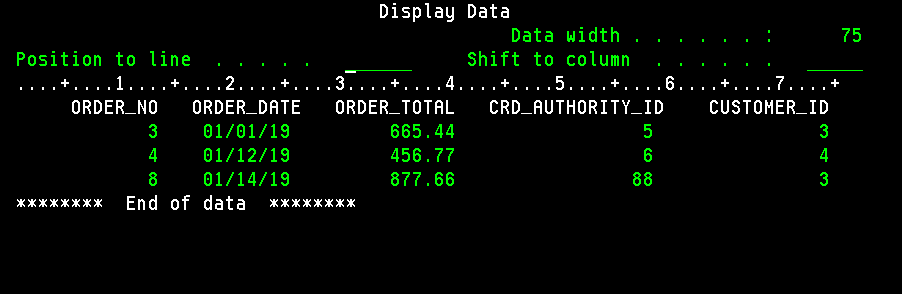 Display Data
Data width . . . . . . : 75
Position to line . . . . . Shift to column . . . . . .
....+....1....+....2....+....3....+....4....+....5....+....6....+....7....+
ORDER_NO ORDER_DATE ORDER_TOTAL CRD_AUTHORITY_ID CUSTOMER_ID
3 01/01/19 665.44 5 3
4 01/12/19 456.77 6 4
8 01/14/19 877.66 88 3
******** End of data ********